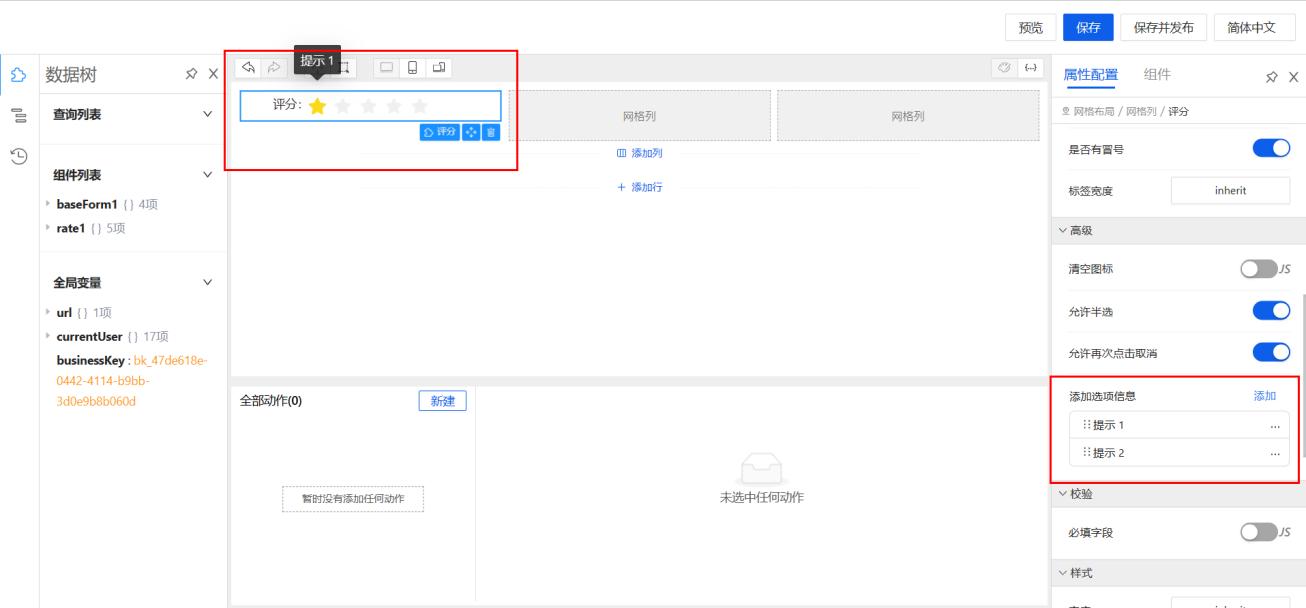 预览
保存
保存并发布
简体中文
数据树
查询列表
组件列表
baseForm1 { } 4项
rate1 { } 5项
全局变量
url { } 1项
currentUser { } 17项
businessKey : bk_47de618e-
0442-4114-b9bb-
3d0e9b8b060d
提示 1
评分:
评分
网格列
网格列
添加列
+ 添加行
全部动作(0)
新建
暂时没有添加任何动作
未选中任何动作
属性配置
组件
网格布局 / 网格列 / 评分
是否有冒号
标签宽度
inherit
高级
清空图标
JS
允许半选
允许再次点击取消
添加选项信息
添加
提示 1
...
提示 2
...
校验
必填字段
JS
样式